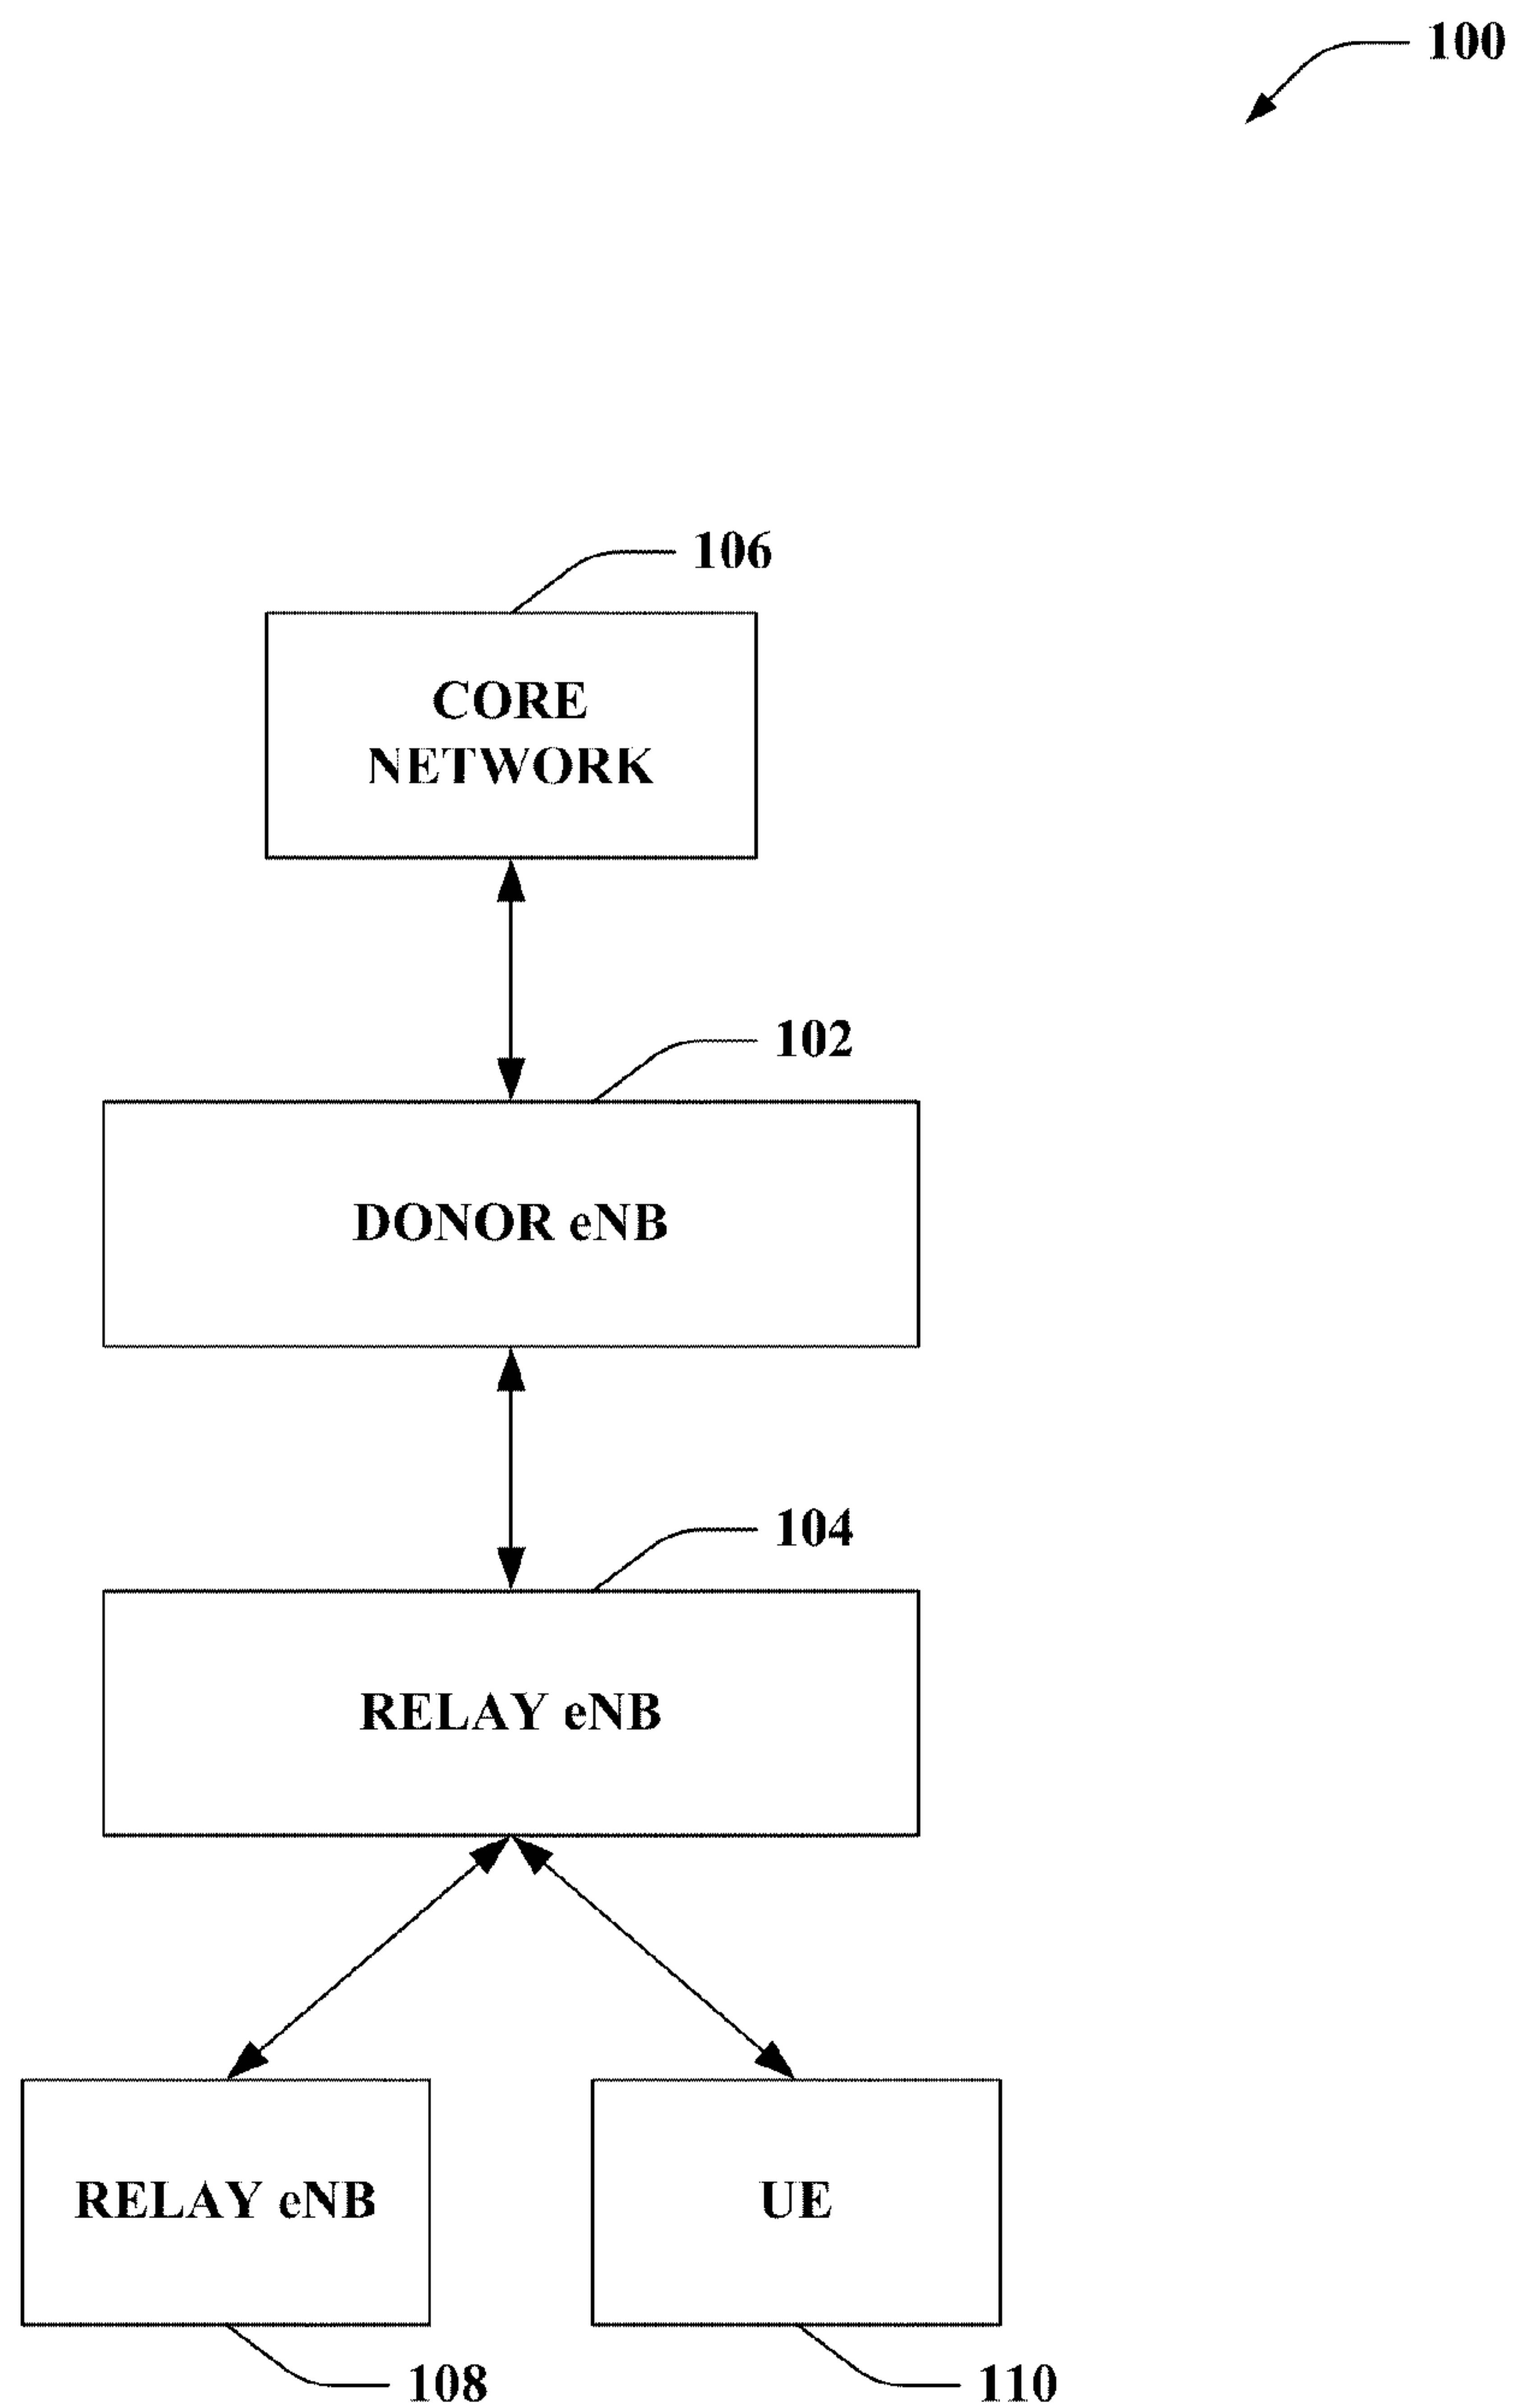 100
106
CORE
NETWORK
102
DONOR eNB
104
RELAY eNB
RELAY eNB
UE
108
110